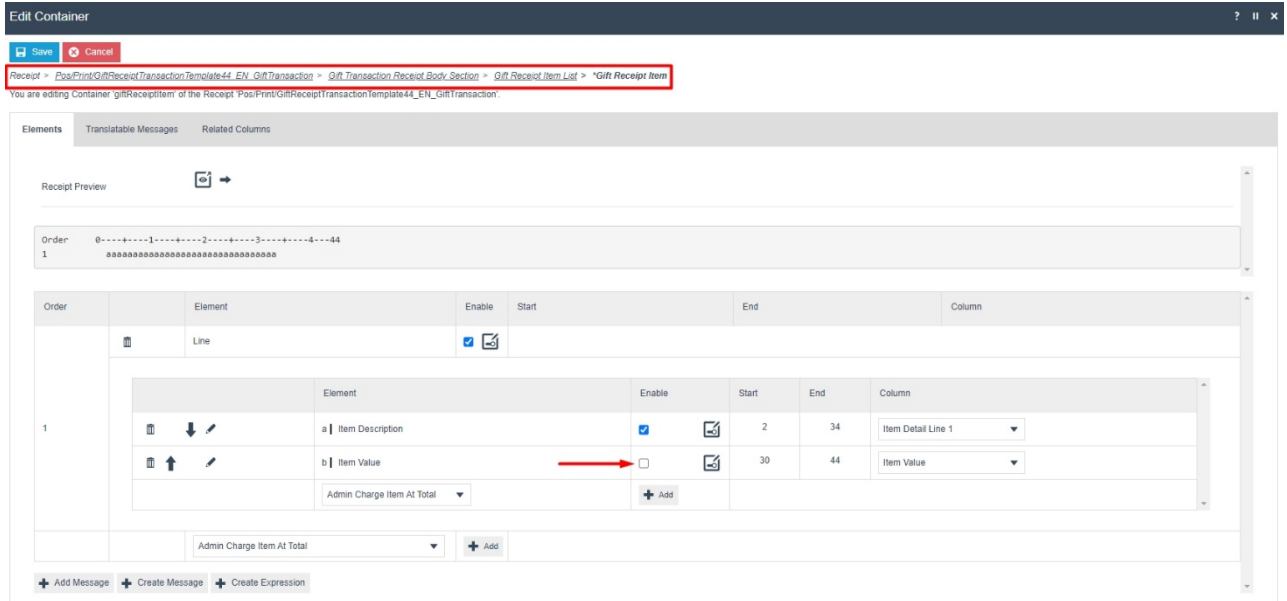 Edit Container ? II x
Save Cancel
Receipt > Pos/Print/GiftReceiptTransactionTemplate44_EN_GiftTransaction > Gift Transaction Receipt Body Section > Gift Receipt Item List > *Gift Receipt Item
You are editing Container 'giftReceiptItem' of the Receipt 'Pos/Print/GiftReceiptTransactionTemplate44_EN_GiftTransaction'.
Elements Translatable Messages Related Columns
Receipt Preview
Order 0----+----1----+----2----+----3----+----4---44
1 aaaaaaaaaaaaaaaaaaaaaaaaaaaaaaaaa
Order Element Enable Start End Column
Line
Element Enable Start End Column
1 a Item Description 2 34 Item Detail Line 1
b Item Value 30 44 Item Value
Admin Charge Item At Total Add
Admin Charge Item At Total Add
Add Message Create Message Create Expression